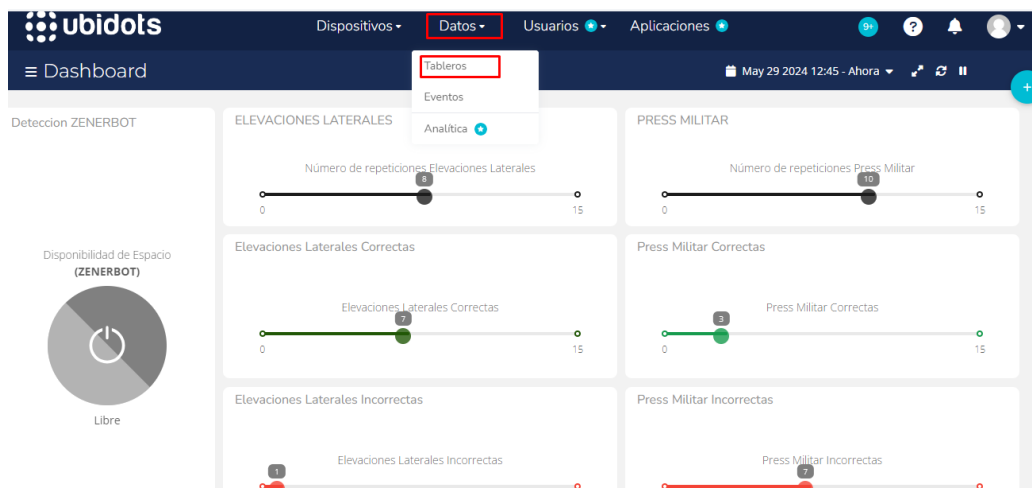 ubidots
Dispositivos
Datos
Usuarios
Aplicaciones
9+
?
Dashboard
Tableros
Eventos
Analítica
May 29 2024 12:45 - Ahora
+
Deteccion ZENERBOT
Disponibilidad de Espacio
(ZENERBOT)
Libre
ELEVACIONES LATERALES
Número de repeticiones Elevaciones Laterales
8
0
15
PRESS MILITAR
Número de repeticiones Press Militar
10
0
15
Elevaciones Laterales Correctas
Elevaciones Laterales Correctas
7
0
15
Press Militar Correctas
Press Militar Correctas
3
0
15
Elevaciones Laterales Incorrectas
Elevaciones Laterales Incorrectas
1
Press Militar Incorrectas
Press Militar Incorrectas
7